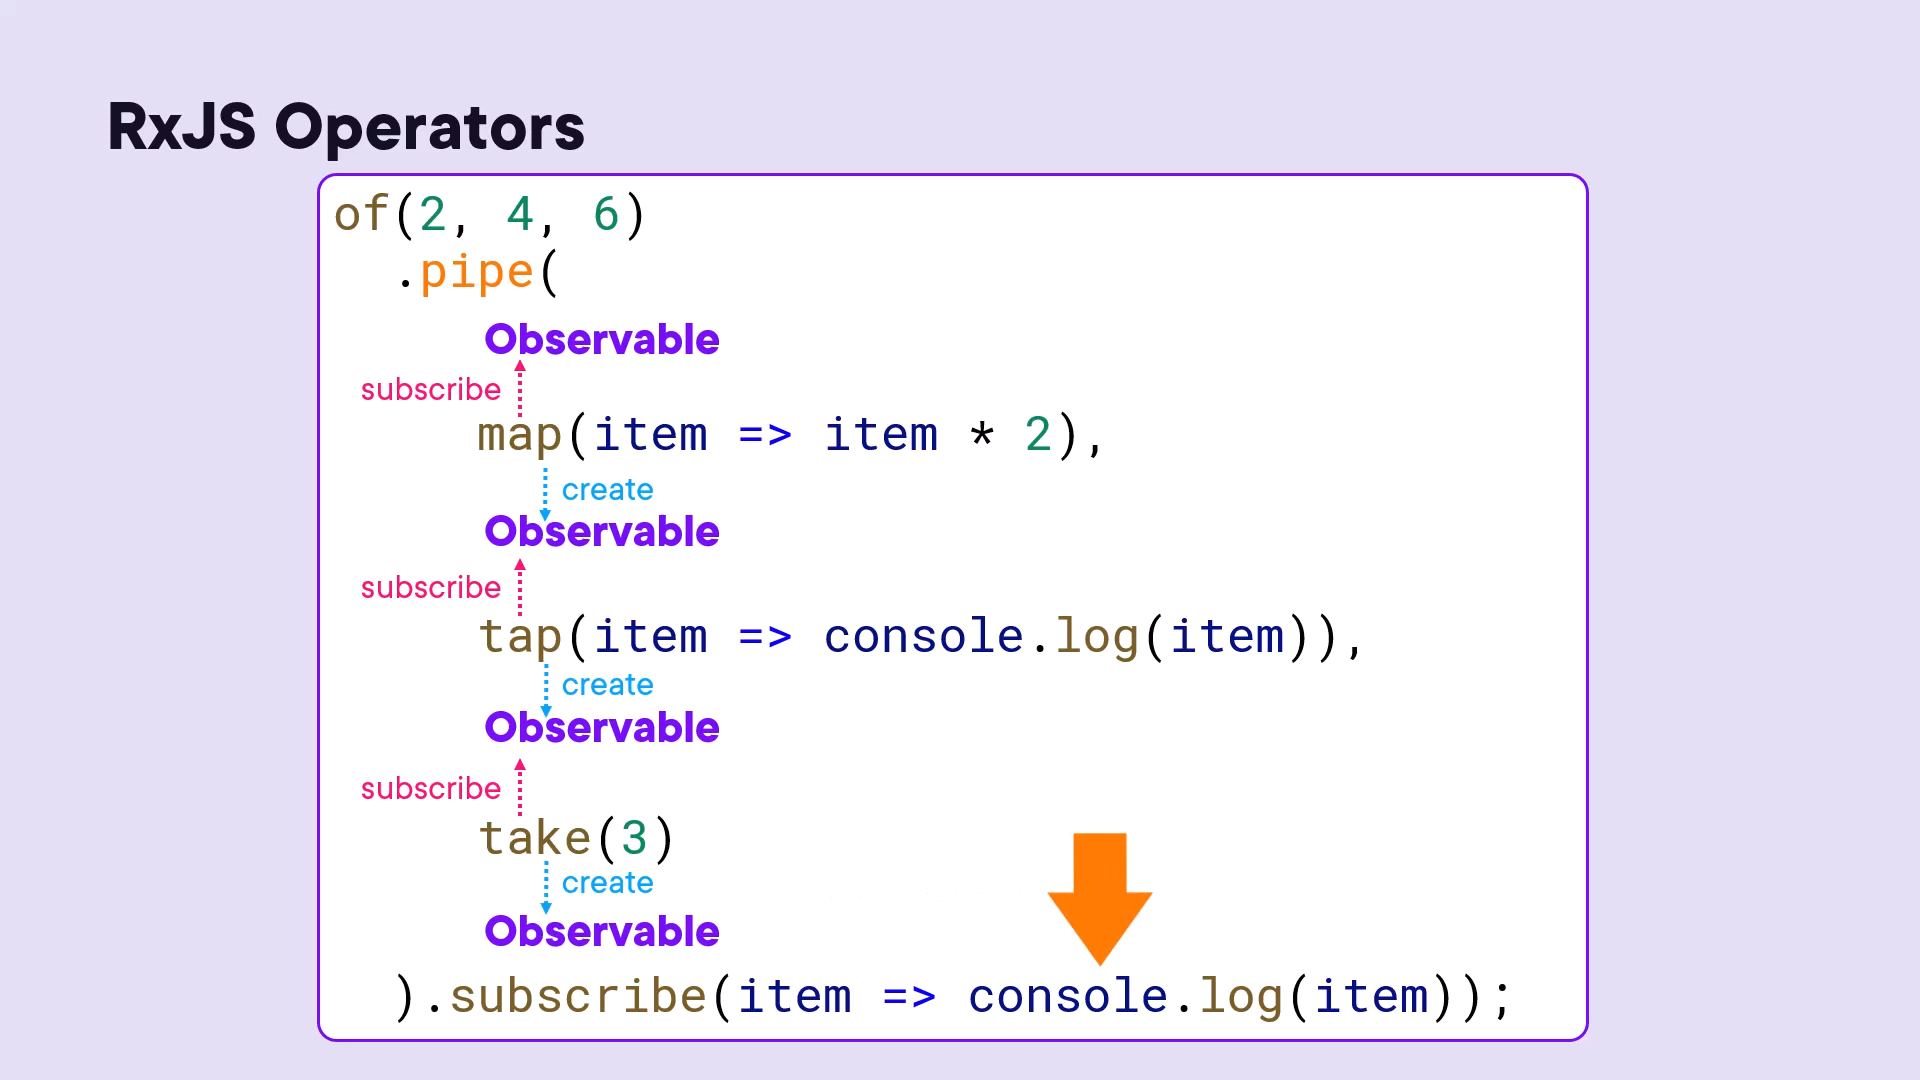 RxJS Operators
of(2, 4, 6)
.pipe(
Observable
subscribe
map(item => item * 2),
create
Observable
subscribe
tap(item => console.log(item)),
create
Observable
subscribe
take(3)
create
Observable
).subscribe(item => console.log(item));